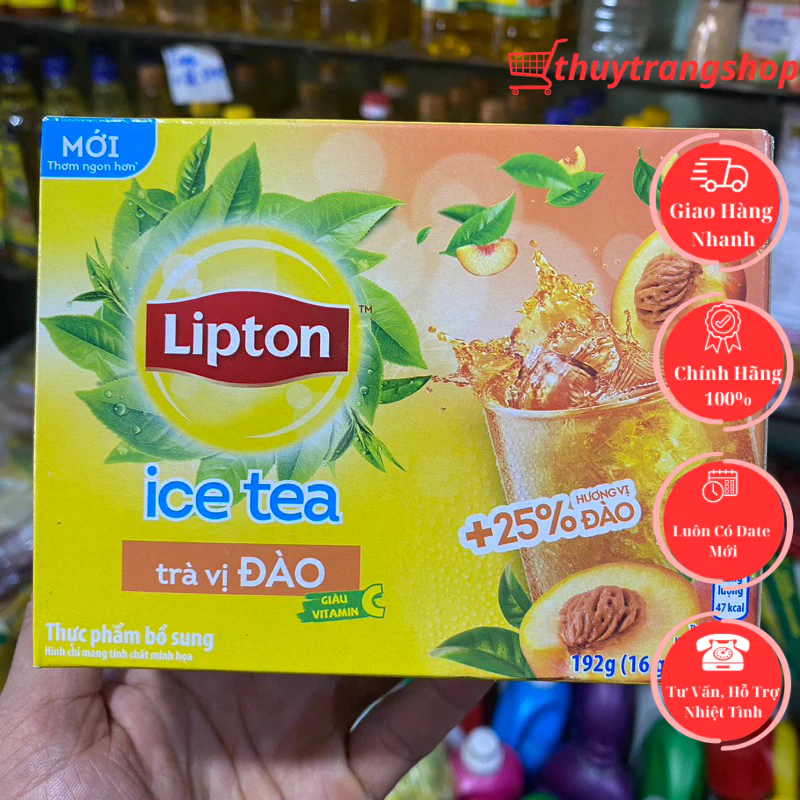 thuytrangshop
MỚI
Thơm ngon hơn*
Lipton
TM
ice tea
trà vị ĐÀO
GIÀU
VITAMIN C
Thực phẩm bổ sung
Hình chỉ mang tính chất minh họa
+25% HƯƠNG VỊ
ĐÀO
lượng
47 kcal
192g (16
Giao Hàng
Nhanh
Chính Hãng
100%
Luôn Có Date
Mới
Tư Vấn, Hỗ Trợ
Nhiệt Tình